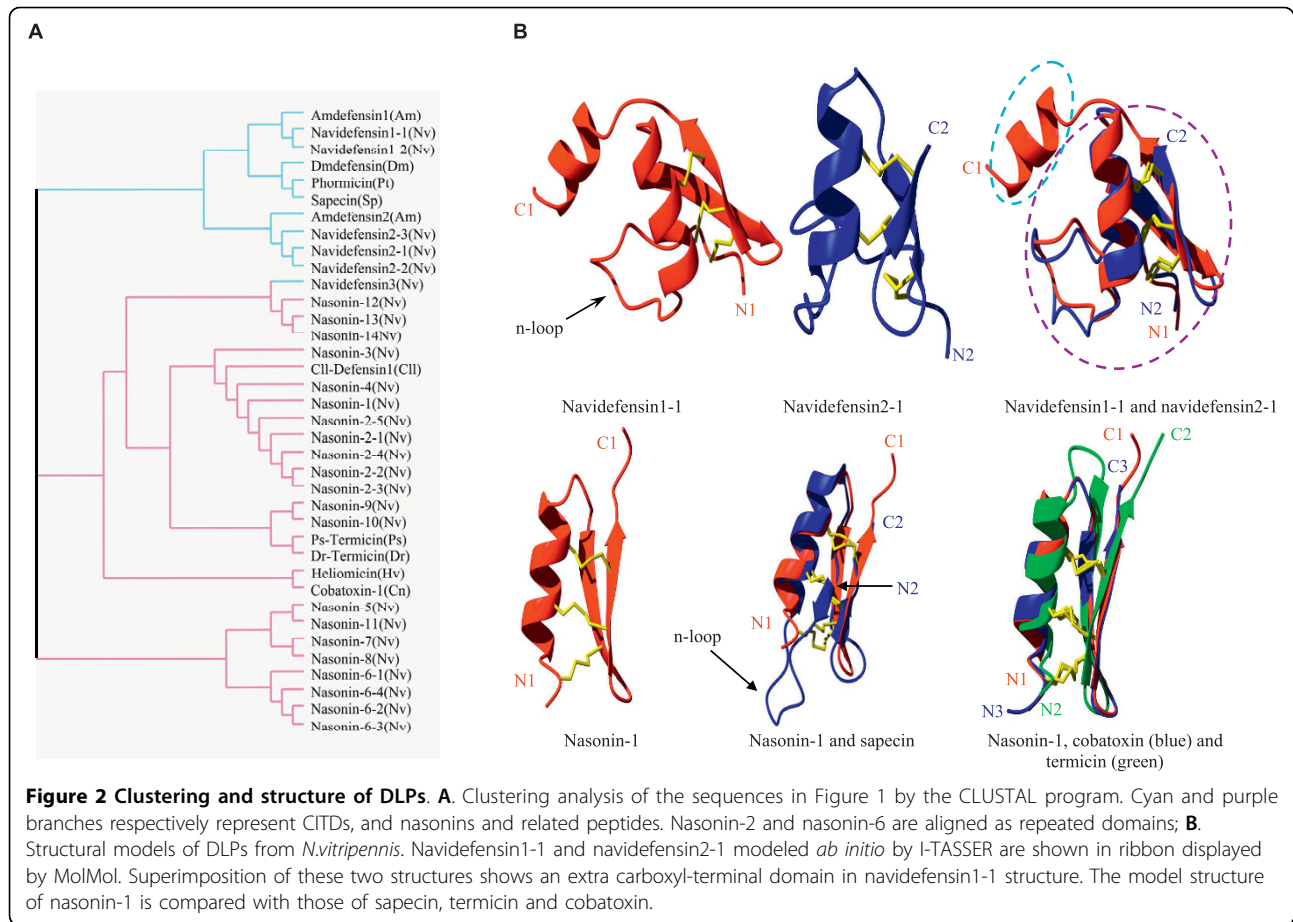 A
B
Amdefensin1(Am)
Navidefensin1-1(Nv)
Navidefensin1-2(Nv)
Dmdefensin(Dm)
Phormicin(Pt)
Sapecin(Sp)
Amdefensin2(Am)
Navidefensin2-3(Nv)
Navidefensin2-1(Nv)
Navidefensin2-2(Nv)
Navidefensin3(Nv)
Nasonin-12(Nv)
Nasonin-13(Nv)
Nasonin-14Nv)
Nasonin-3(Nv)
Cll-Defensin1(Cll)
Nasonin-4(Nv)
Nasonin-1(Nv)
Nasonin-2-5(Nv)
Nasonin-2-1(Nv)
Nasonin-2-4(Nv)
Nasonin-2-2(Nv)
Nasonin-2-3(Nv)
Nasonin-9(Nv)
Nasonin-10(Nv)
Ps-Termicin(Ps)
Dr-Termicin(Dr)
Heliomicin(Hv)
Cobatoxin-1(Cn)
Nasonin-5(Nv)
Nasonin-11(Nv)
Nasonin-7(Nv)
Nasonin-8(Nv)
Nasonin-6-1(Nv)
Nasonin-6-4(Nv)
Nasonin-6-2(Nv)
Nasonin-6-3(Nv)
C1
n-loop
N1
Navidefensin1-1
C2
N2
Navidefensin2-1
C1
C2
N2
N1
Navidefensin1-1 and navidefensin2-1
C1
N1
Nasonin-1
C1
C2
N2
N1
n-loop
Nasonin-1 and sapecin
C1
C2
C3
N1
N3
N2
Nasonin-1, cobatoxin (blue) and
termicin (green)
Figure 2 Clustering and structure of DLPs. A. Clustering analysis of the sequences in Figure 1 by the CLUSTAL program. Cyan and purple
branches respectively represent CITDs, and nasonins and related peptides. Nasonin-2 and nasonin-6 are aligned as repeated domains; B.
Structural models of DLPs from N.vitripennis. Navidefensin1-1 and navidefensin2-1 modeled ab initio by I-TASSER are shown in ribbon displayed
by MolMol. Superimposition of these two structures shows an extra carboxyl-terminal domain in navidefensin1-1 structure. The model structure
of nasonin-1 is compared with those of sapecin, termicin and cobatoxin.